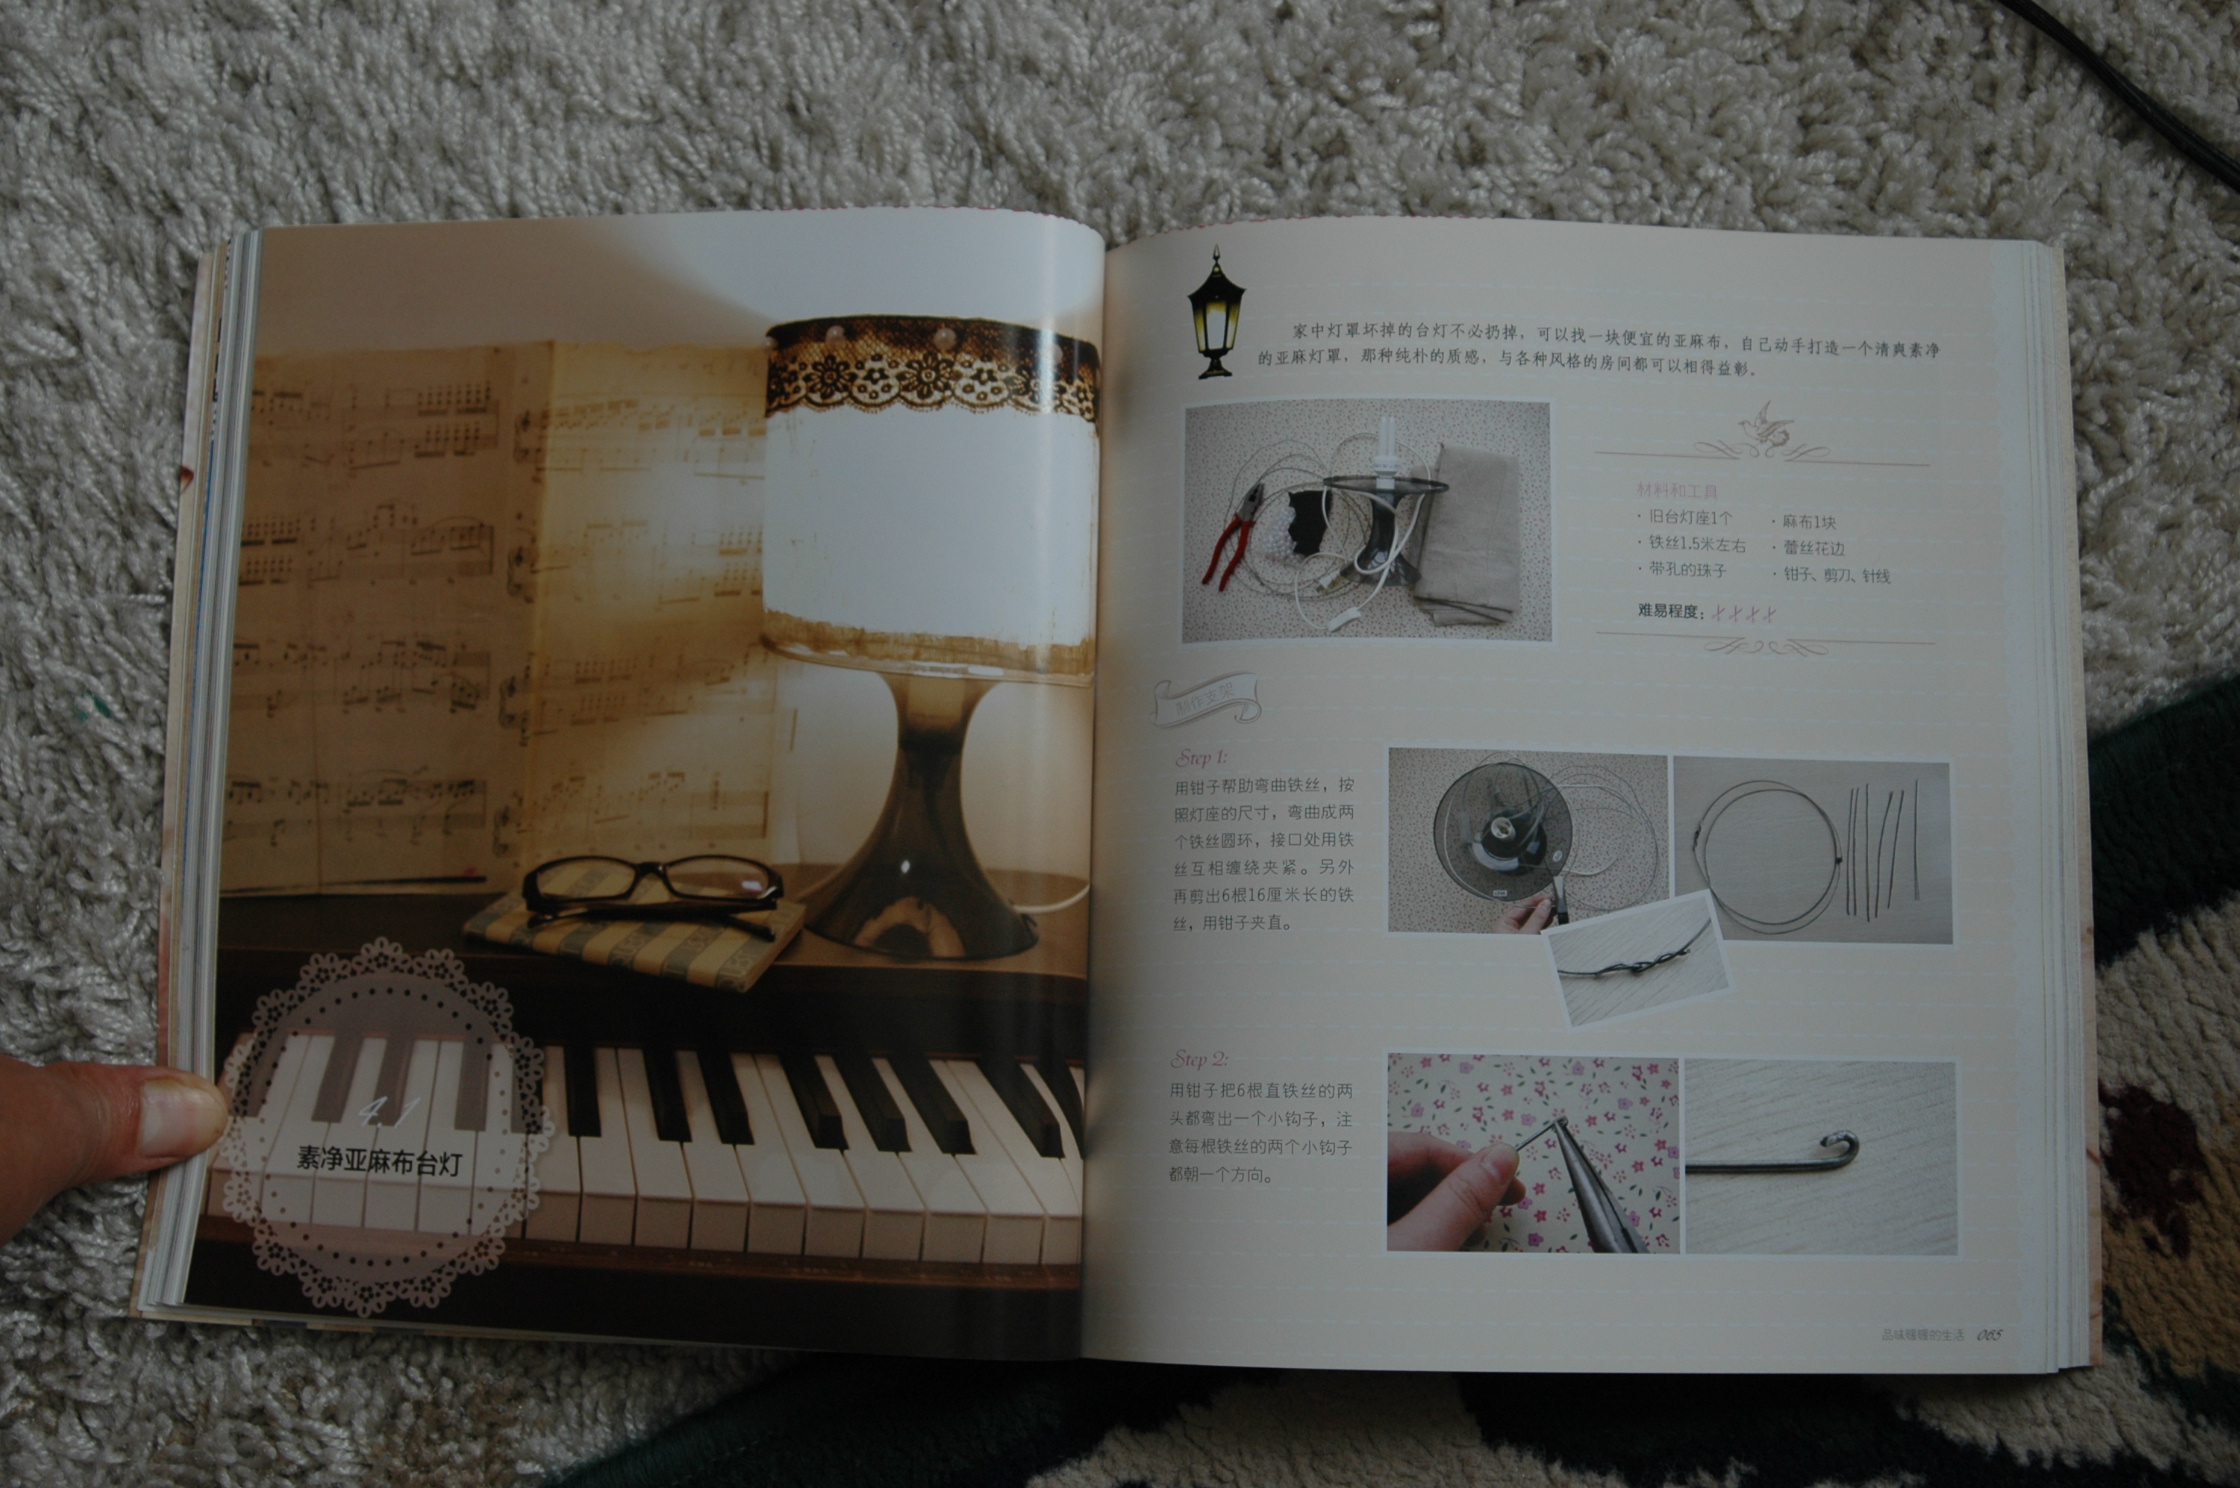 4.1
素净亚麻布台灯
家中灯罩坏掉的台灯不必扔掉，可以找一块便宜的亚麻布，自己动手打造一个清爽素净
的亚麻灯罩，那种纯朴的质感，与各种风格的房间都可以相得益彰。
材料和工具
·旧台灯座1个
·麻布1块
·铁丝1.5米左右
·蕾丝花边
·带孔的珠子
·钳子、剪刀、针线
难易程度：
制作支架
Step 1:
用钳子帮助弯曲铁丝，按
照灯座的尺寸，弯曲成两
个铁丝圆环，接口处用铁
丝互相缠绕夹紧。另外
再剪出6根16厘米长的铁
丝，用钳子夹直。
Step 2:
用钳子把6根直铁丝的两
头都弯出一个小钩子，注
意每根铁丝的两个小钩子
都朝一个方向。
品味暖暖的生活 065